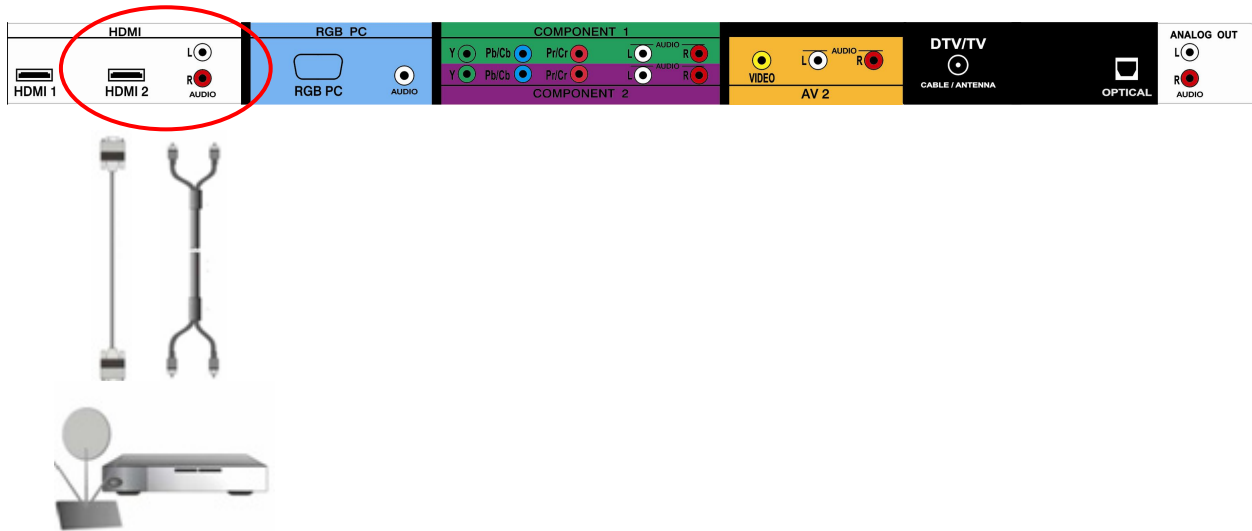 HDMI
HDMI 1
HDMI 2
L
R
AUDIO
RGB PC
RGB PC
AUDIO
COMPONENT 1
Y Pb/Cb Pr/Cr L AUDIO R
Y Pb/Cb Pr/Cr L AUDIO R
COMPONENT 2
VIDEO
L AUDIO R
AV 2
DTV/TV
CABLE / ANTENNA
OPTICAL
ANALOG OUT
L
R
AUDIO